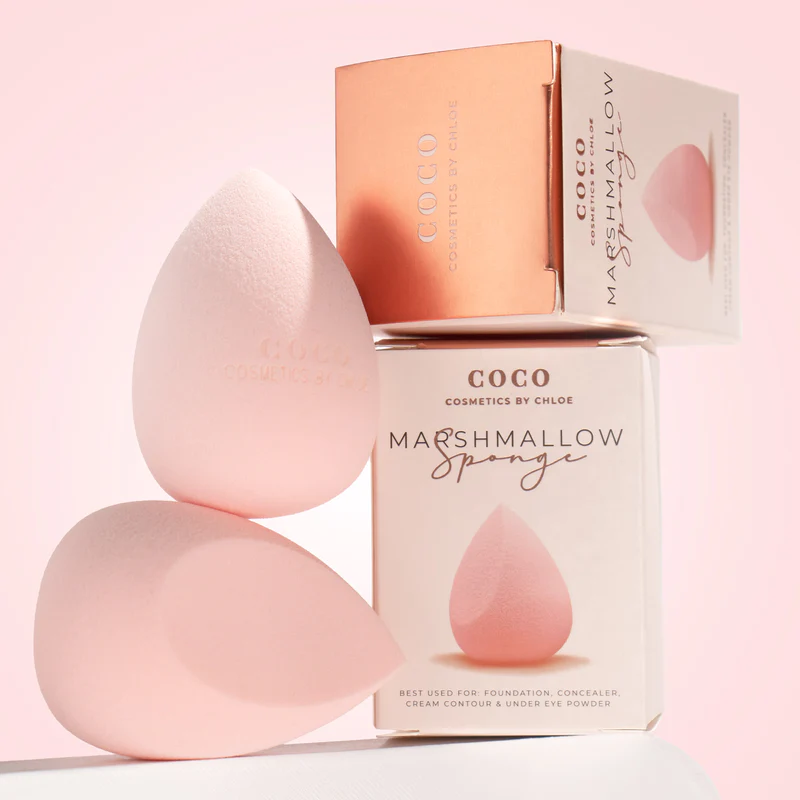 COCO
COSMETICS BY CHLOE
COCO
COSMETICS BY CHLOE
MARSHMALLOW
Sponge
COCO
COSMETICS BY
COCO
COSMETICS BY CHLOE
MARSHMALLOW
Sponge
BEST USED FOR: FOUNDATION, CONCEALER,
CREAM CONTOUR & UNDER EYE POWDER